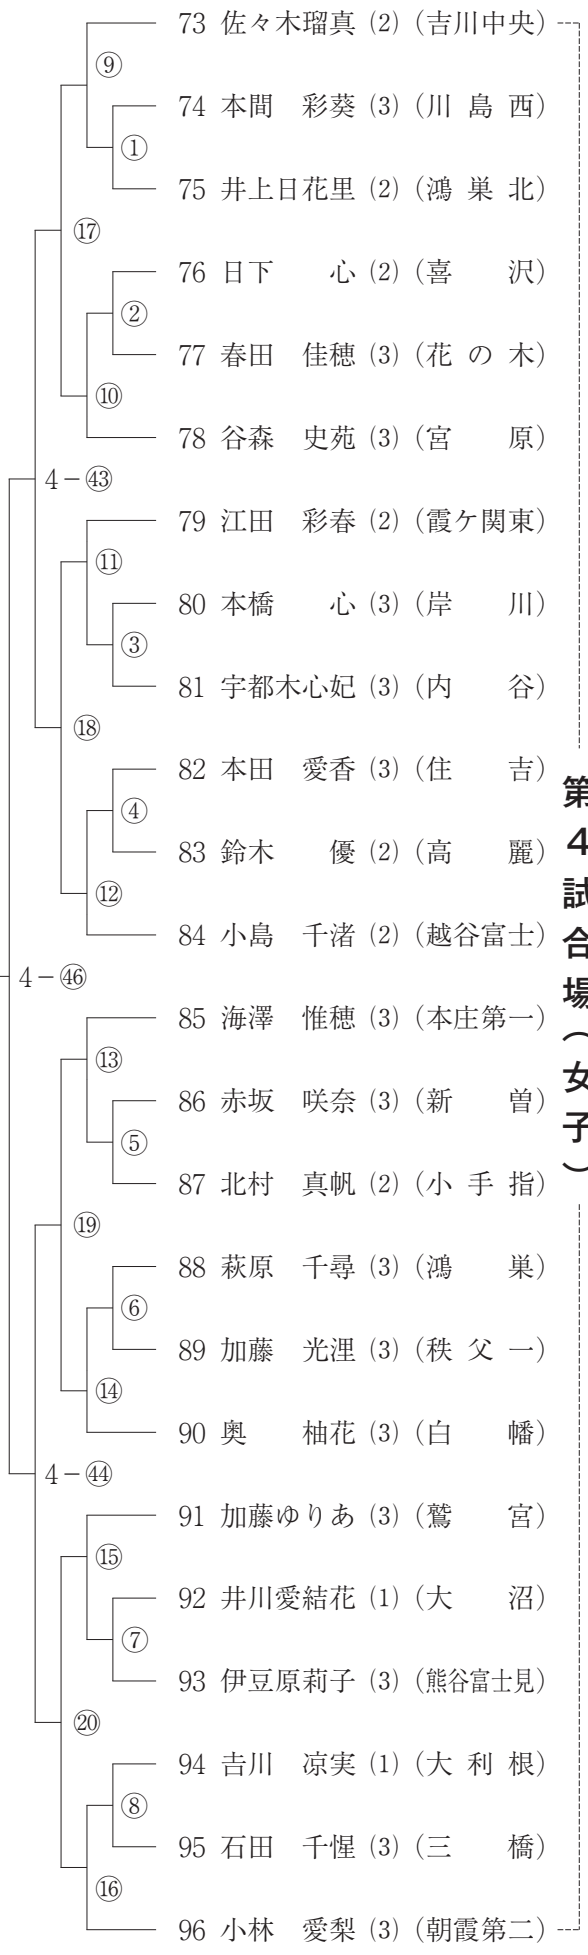 73 佐々木瑠真 (2) (吉川中央)
⑨
74 本間　彩葵 (3) (川 島 西)
①
75 井上日花里 (2) (鴻 巣 北)
⑰
76 日下　　心 (2) (喜　　沢)
②
77 春田　佳穂 (3) (花 の 木)
⑩
78 谷森　史苑 (3) (宮　　原)
4－㊸
79 江田　彩春 (2) (霞ケ関東)
⑪
80 本橋　　心 (3) (岸　　川)
③
81 宇都木心妃 (3) (内　　谷)
⑱
82 本田　愛香 (3) (住　　吉)
④
83 鈴木　　優 (2) (高　　麗)
⑫
84 小島　千渚 (2) (越谷富士)
4－㊻
85 海澤　惟穂 (3) (本庄第一)
⑬
86 赤坂　咲奈 (3) (新　　曽)
⑤
87 北村　真帆 (2) (小 手 指)
⑲
88 萩原　千尋 (3) (鴻　　巣)
⑥
89 加藤　光浬 (3) (秩 父 一)
⑭
90 奥　　柚花 (3) (白　　幡)
4－㊹
91 加藤ゆりあ (3) (鷲　　宮)
⑮
92 井川愛結花 (1) (大　　沼)
⑦
93 伊豆原莉子 (3) (熊谷富士見)
⑳
94 𠮷川　凉実 (1) (大 利 根)
⑧
95 石田　千惺 (3) (三　　橋)
⑯
96 小林　愛梨 (3) (朝霞第二)
第４試合場（女子）